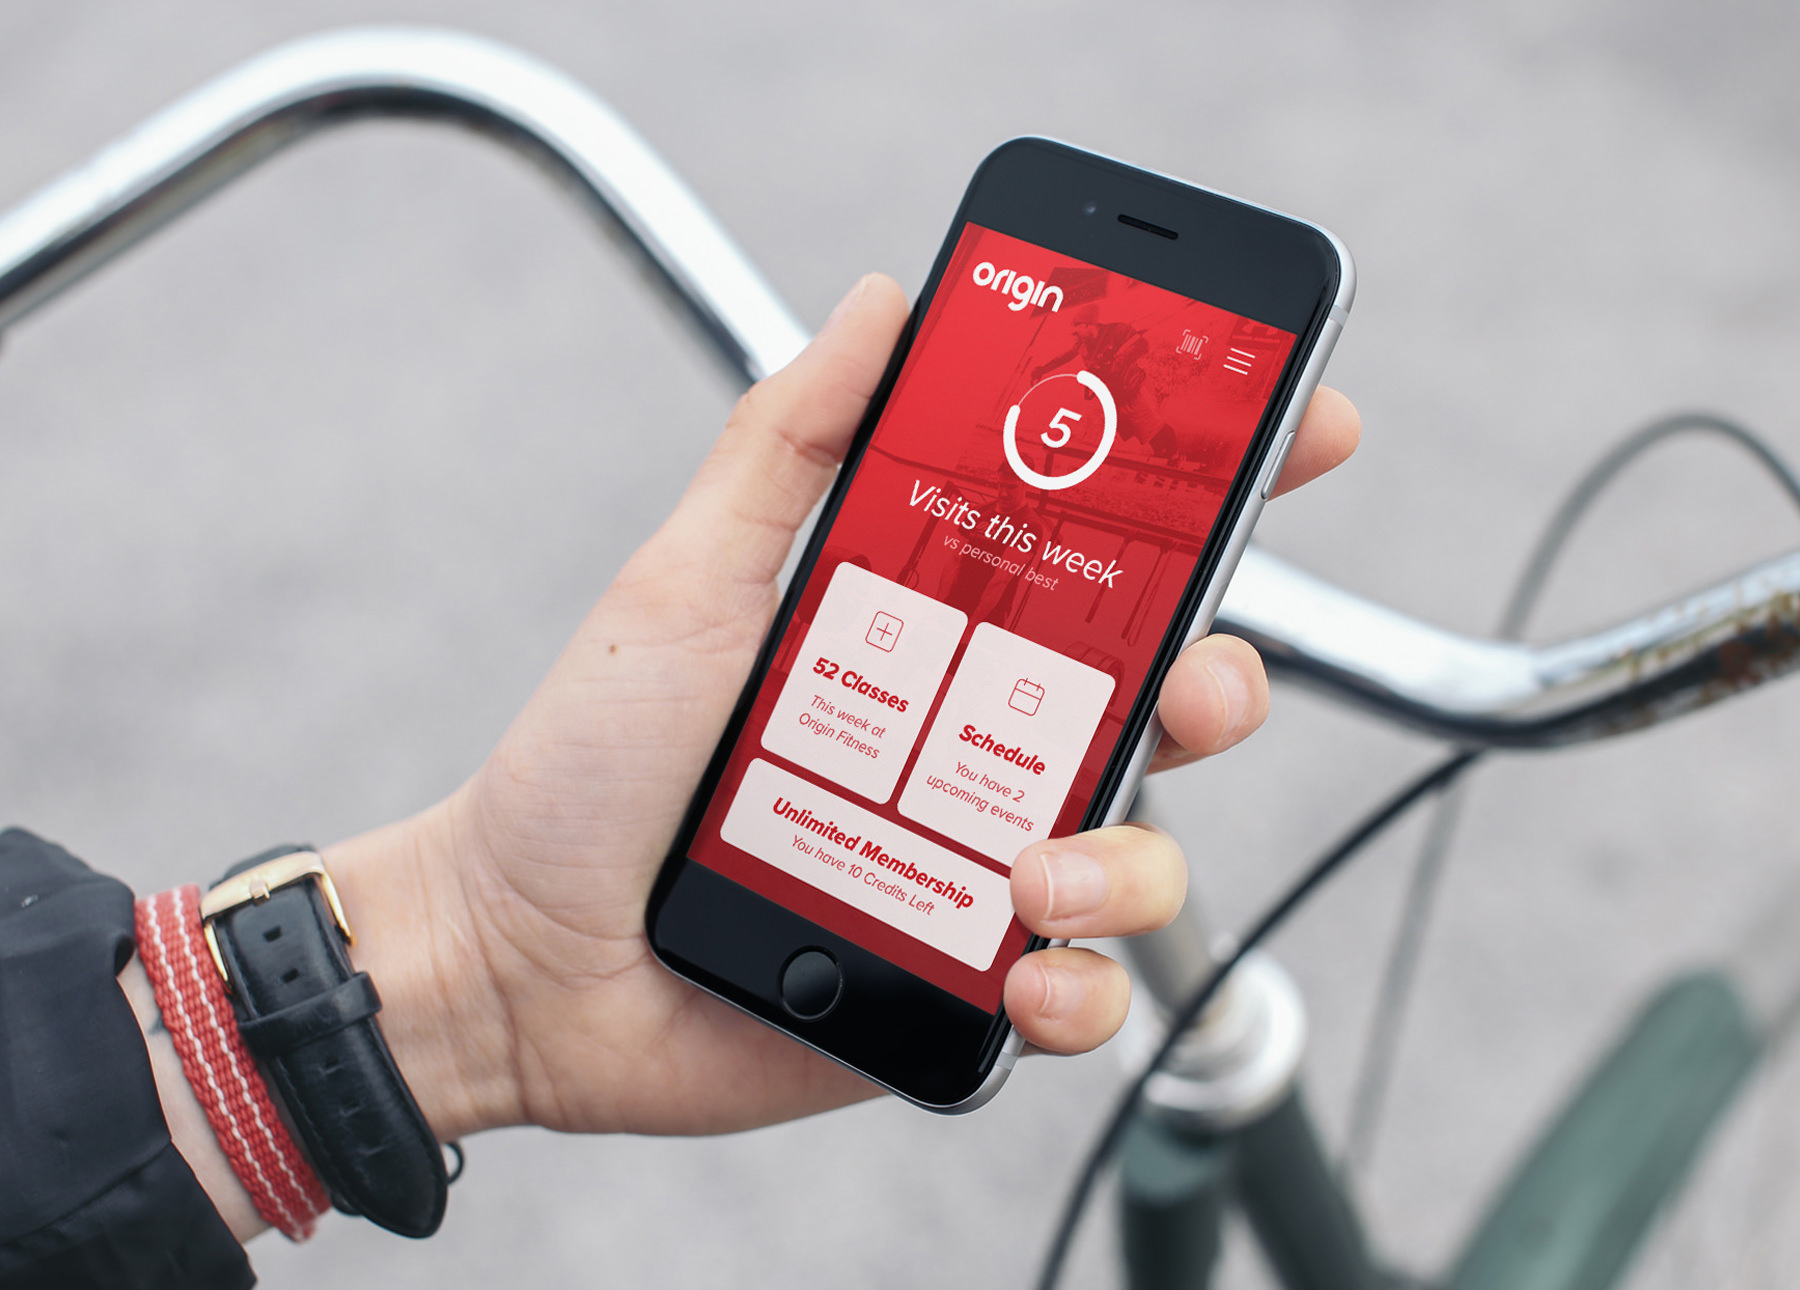 origin
5
Visits this week
vs personal best
52 Classes
This week at
Origin Fitness
Schedule
You have 2
upcoming events
Unlimited Membership
You have 10 Credits Left